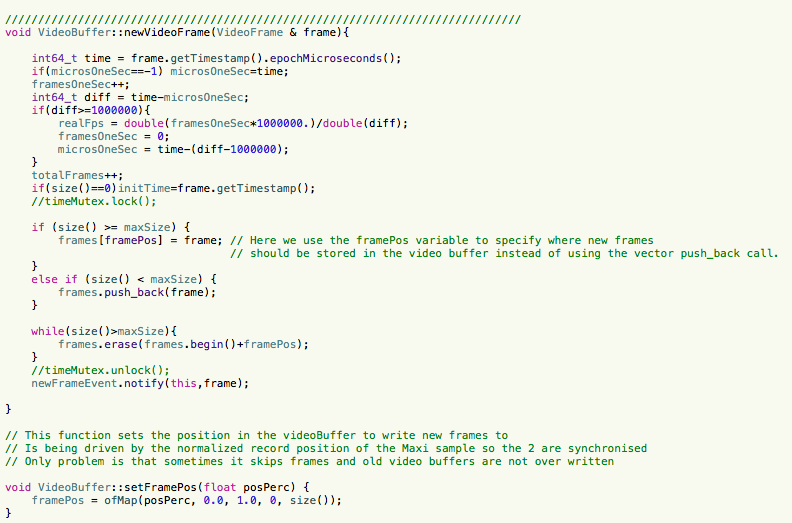 ////////////////////////////////////////////////////////////////////////////////
void VideoBuffer::newVideoFrame(VideoFrame & frame){
    int64_t time = frame.getTimestamp().epochMicroseconds();
    if(microsOneSec==-1) microsOneSec=time;
    framesOneSec++;
    int64_t diff = time-microsOneSec;
    if(diff>=1000000){
        realFps = double(framesOneSec*1000000.)/double(diff);
        framesOneSec = 0;
        microsOneSec = time-(diff-1000000);
    }
    totalFrames++;
    if(size()==0)initTime=frame.getTimestamp();
    //timeMutex.lock();
    if (size() >= maxSize) {
        frames[framePos] = frame; // Here we use the framePos variable to specify where new frames
                                  // should be stored in the video buffer instead of using the vector push_back call.
    }
    else if (size() < maxSize) {
        frames.push_back(frame);
    }
    while(size()>maxSize){
        frames.erase(frames.begin()+framePos);
    }
    //timeMutex.unlock();
    newFrameEvent.notify(this,frame);
}
// This function sets the position in the videoBuffer to write new frames to
// Is being driven by the normalized record position of the Maxi sample so the 2 are synchronised
// Only problem is that sometimes it skips frames and old video buffers are not over written
void VideoBuffer::setFramePos(float posPerc) {
    framePos = ofMap(posPerc, 0.0, 1.0, 0, size());
}